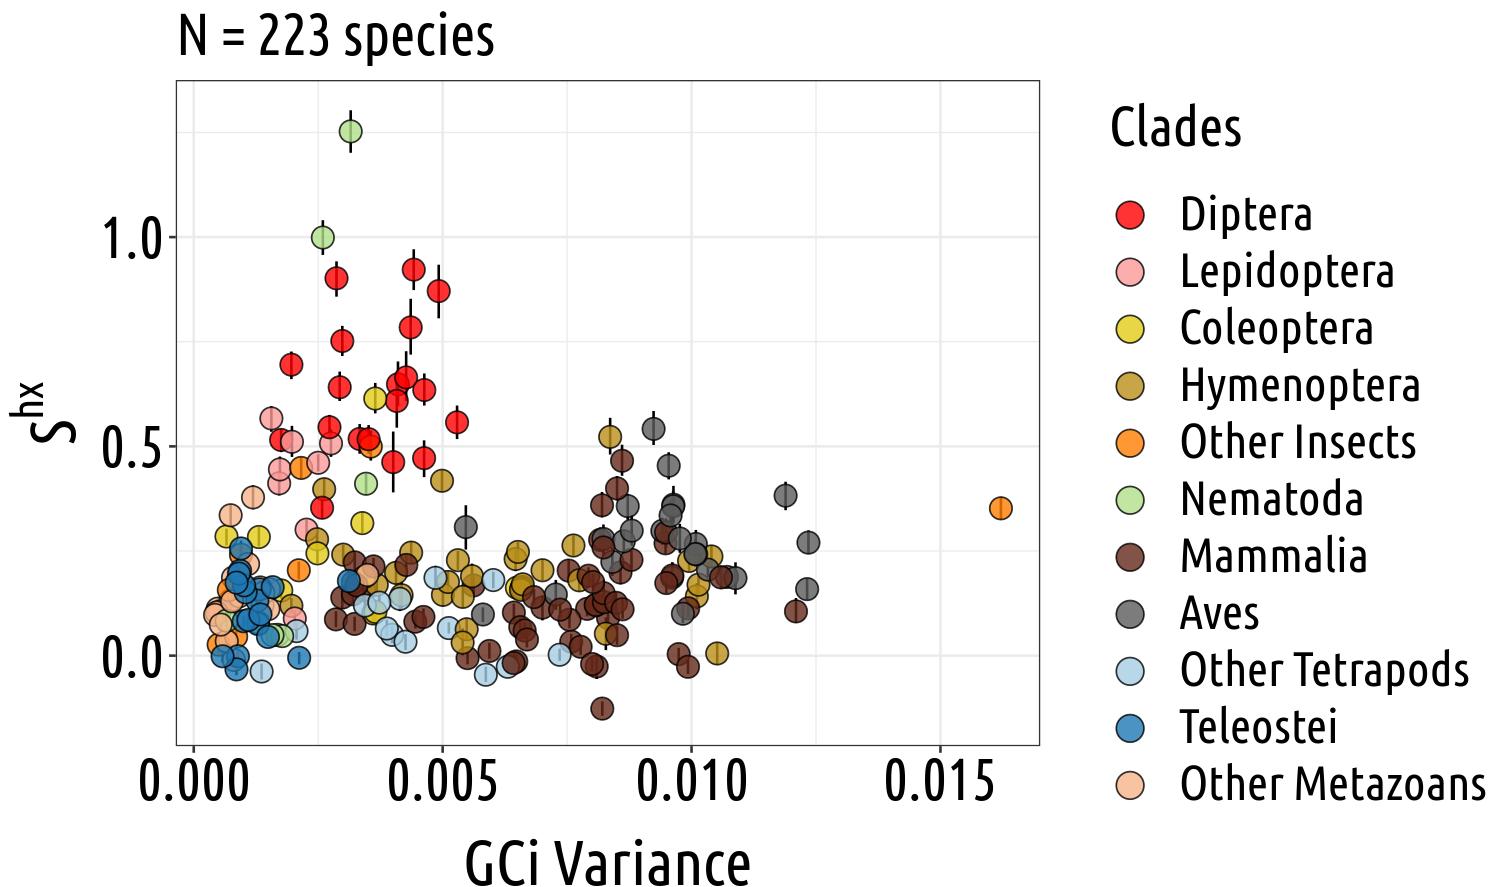 N = 223 species
1.0
0.5
0.0
S^hx
0.000 0.005 0.010 0.015
GCi Variance
Clades
Diptera
Lepidoptera
Coleoptera
Hymenoptera
Other Insects
Nematoda
Mammalia
Aves
Other Tetrapods
Teleostei
Other Metazoans